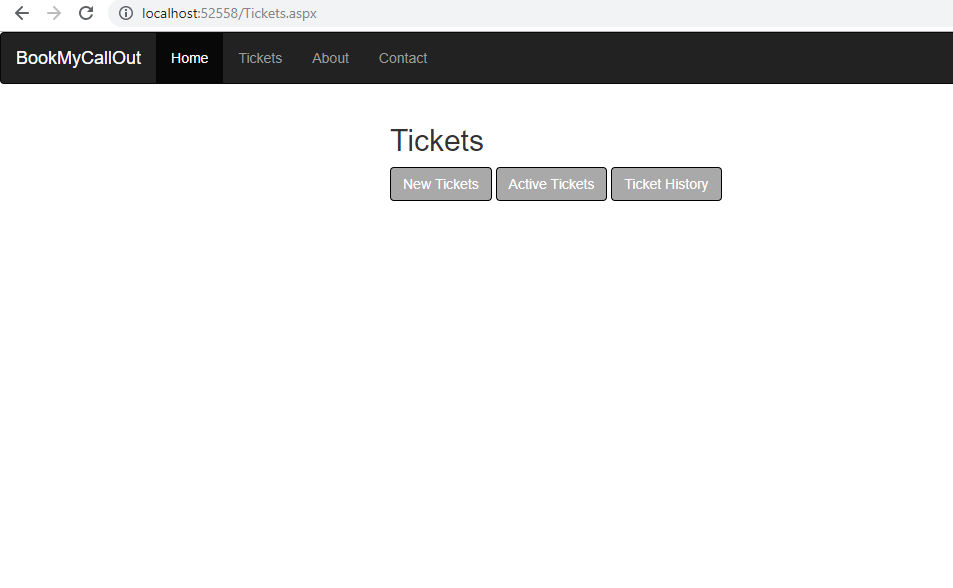 localhost:52558/Tickets.aspx
BookMyCallOut Home Tickets About Contact
Tickets
New Tickets Active Tickets Ticket History